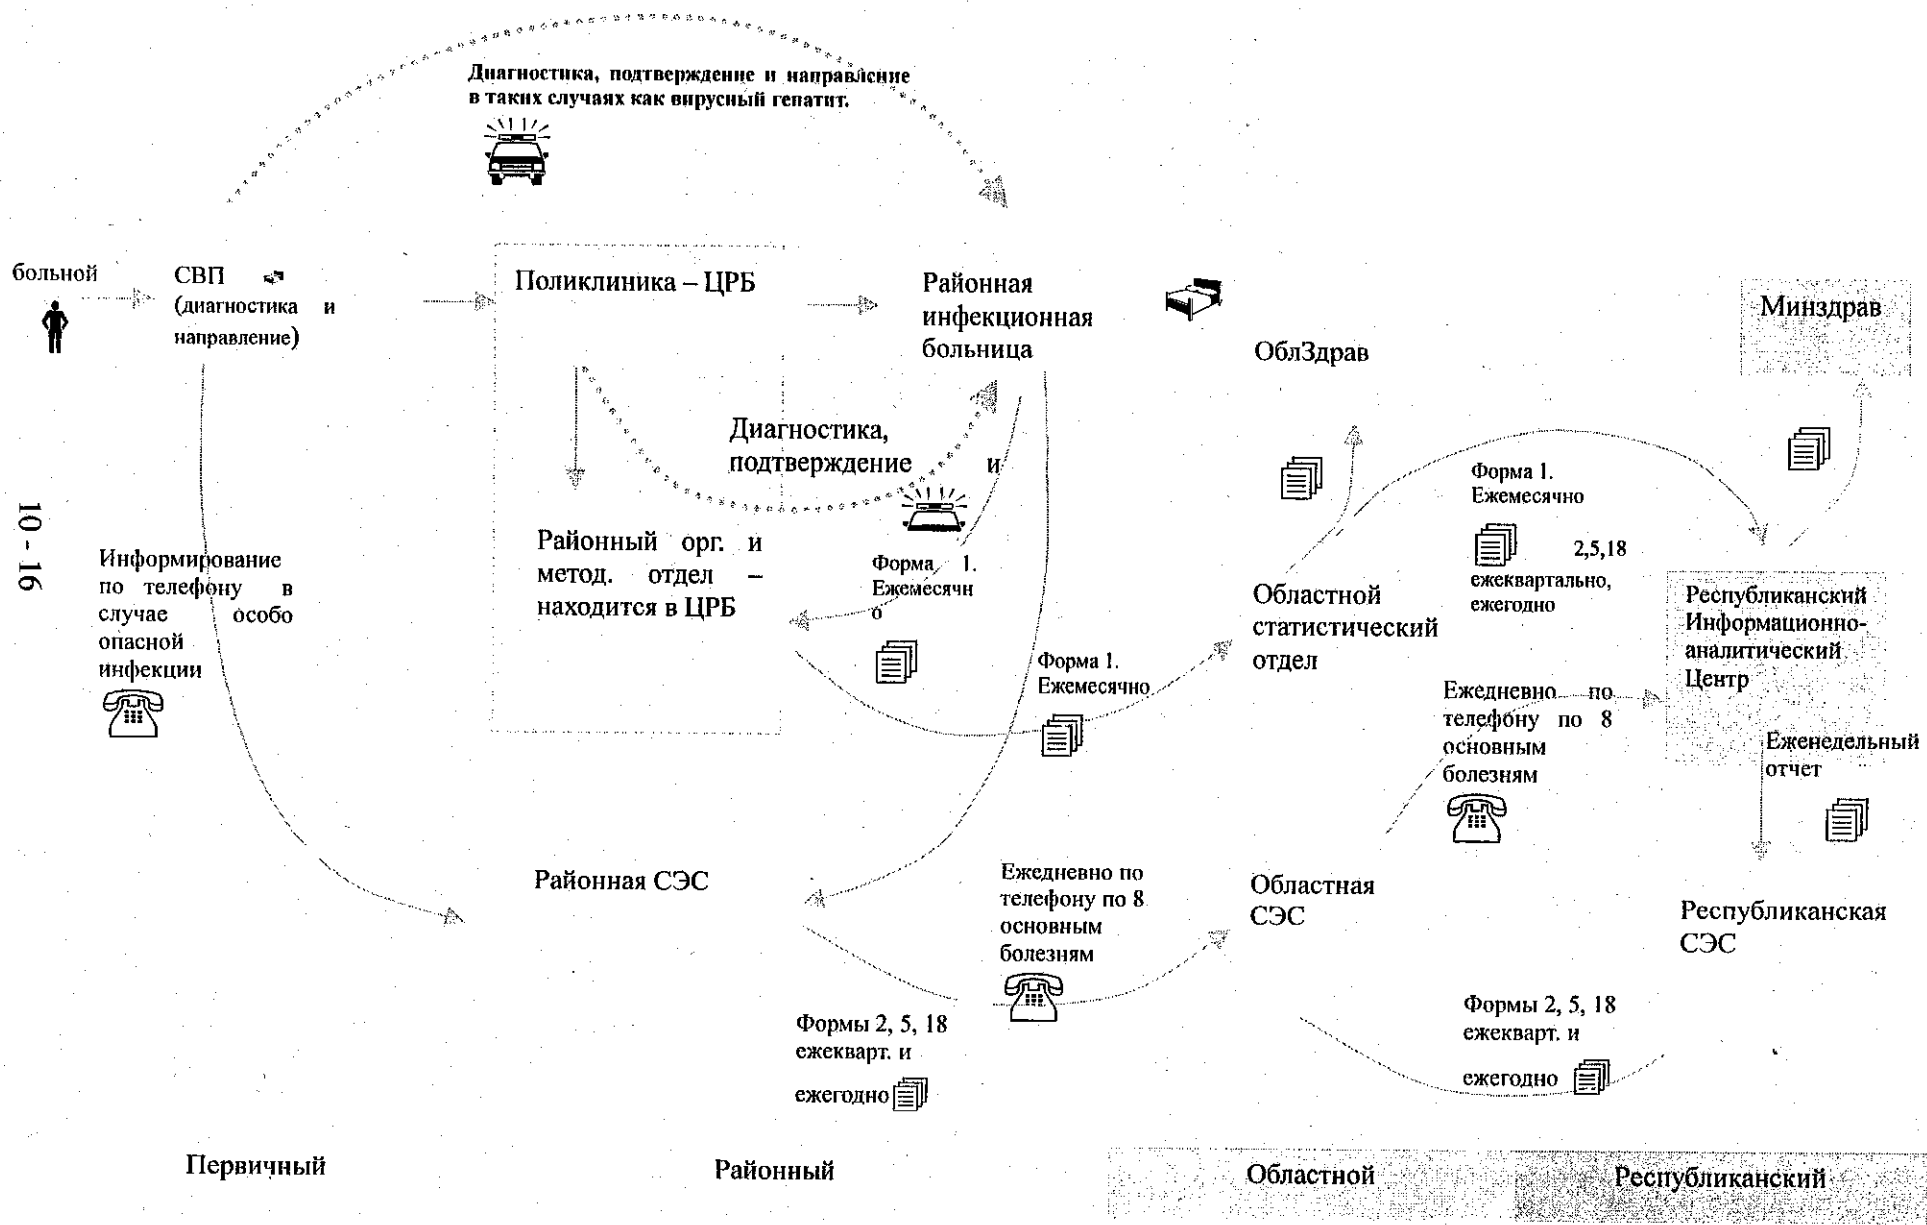 Диагностика, подтверждение и направление
в таких случаях как вирусный гепатит.
больной
СВП
(диагностика и
направление)
Поликлиника – ЦРБ
Районная
инфекционная
больница
ОблЗдрав
Минздрав
Диагностика,
подтверждение и
10 - 16
Информирование
по телефону в
случае особо
опасной
инфекции
Районный орг. и
метод. отдел –
находится в ЦРБ
Форма 1.
Ежемесячн
о
Форма 1.
Ежемесячно
Областной
статистический
отдел
Форма 1.
Ежемесячно
2,5,18
ежеквартально,
ежегодно
Республиканский
Информационно-
аналитический
Центр
Ежедневно по
телефону по 8
основным
болезням
Еженедельный
отчет
Районная СЭС
Ежедневно по
телефону по 8
основным
болезням
Областная
СЭС
Республиканская
СЭС
Формы 2, 5, 18
ежекварт. и
ежегодно
Формы 2, 5, 18
ежекварт. и
ежегодно
Первичный
Районный
Областной
Республиканский